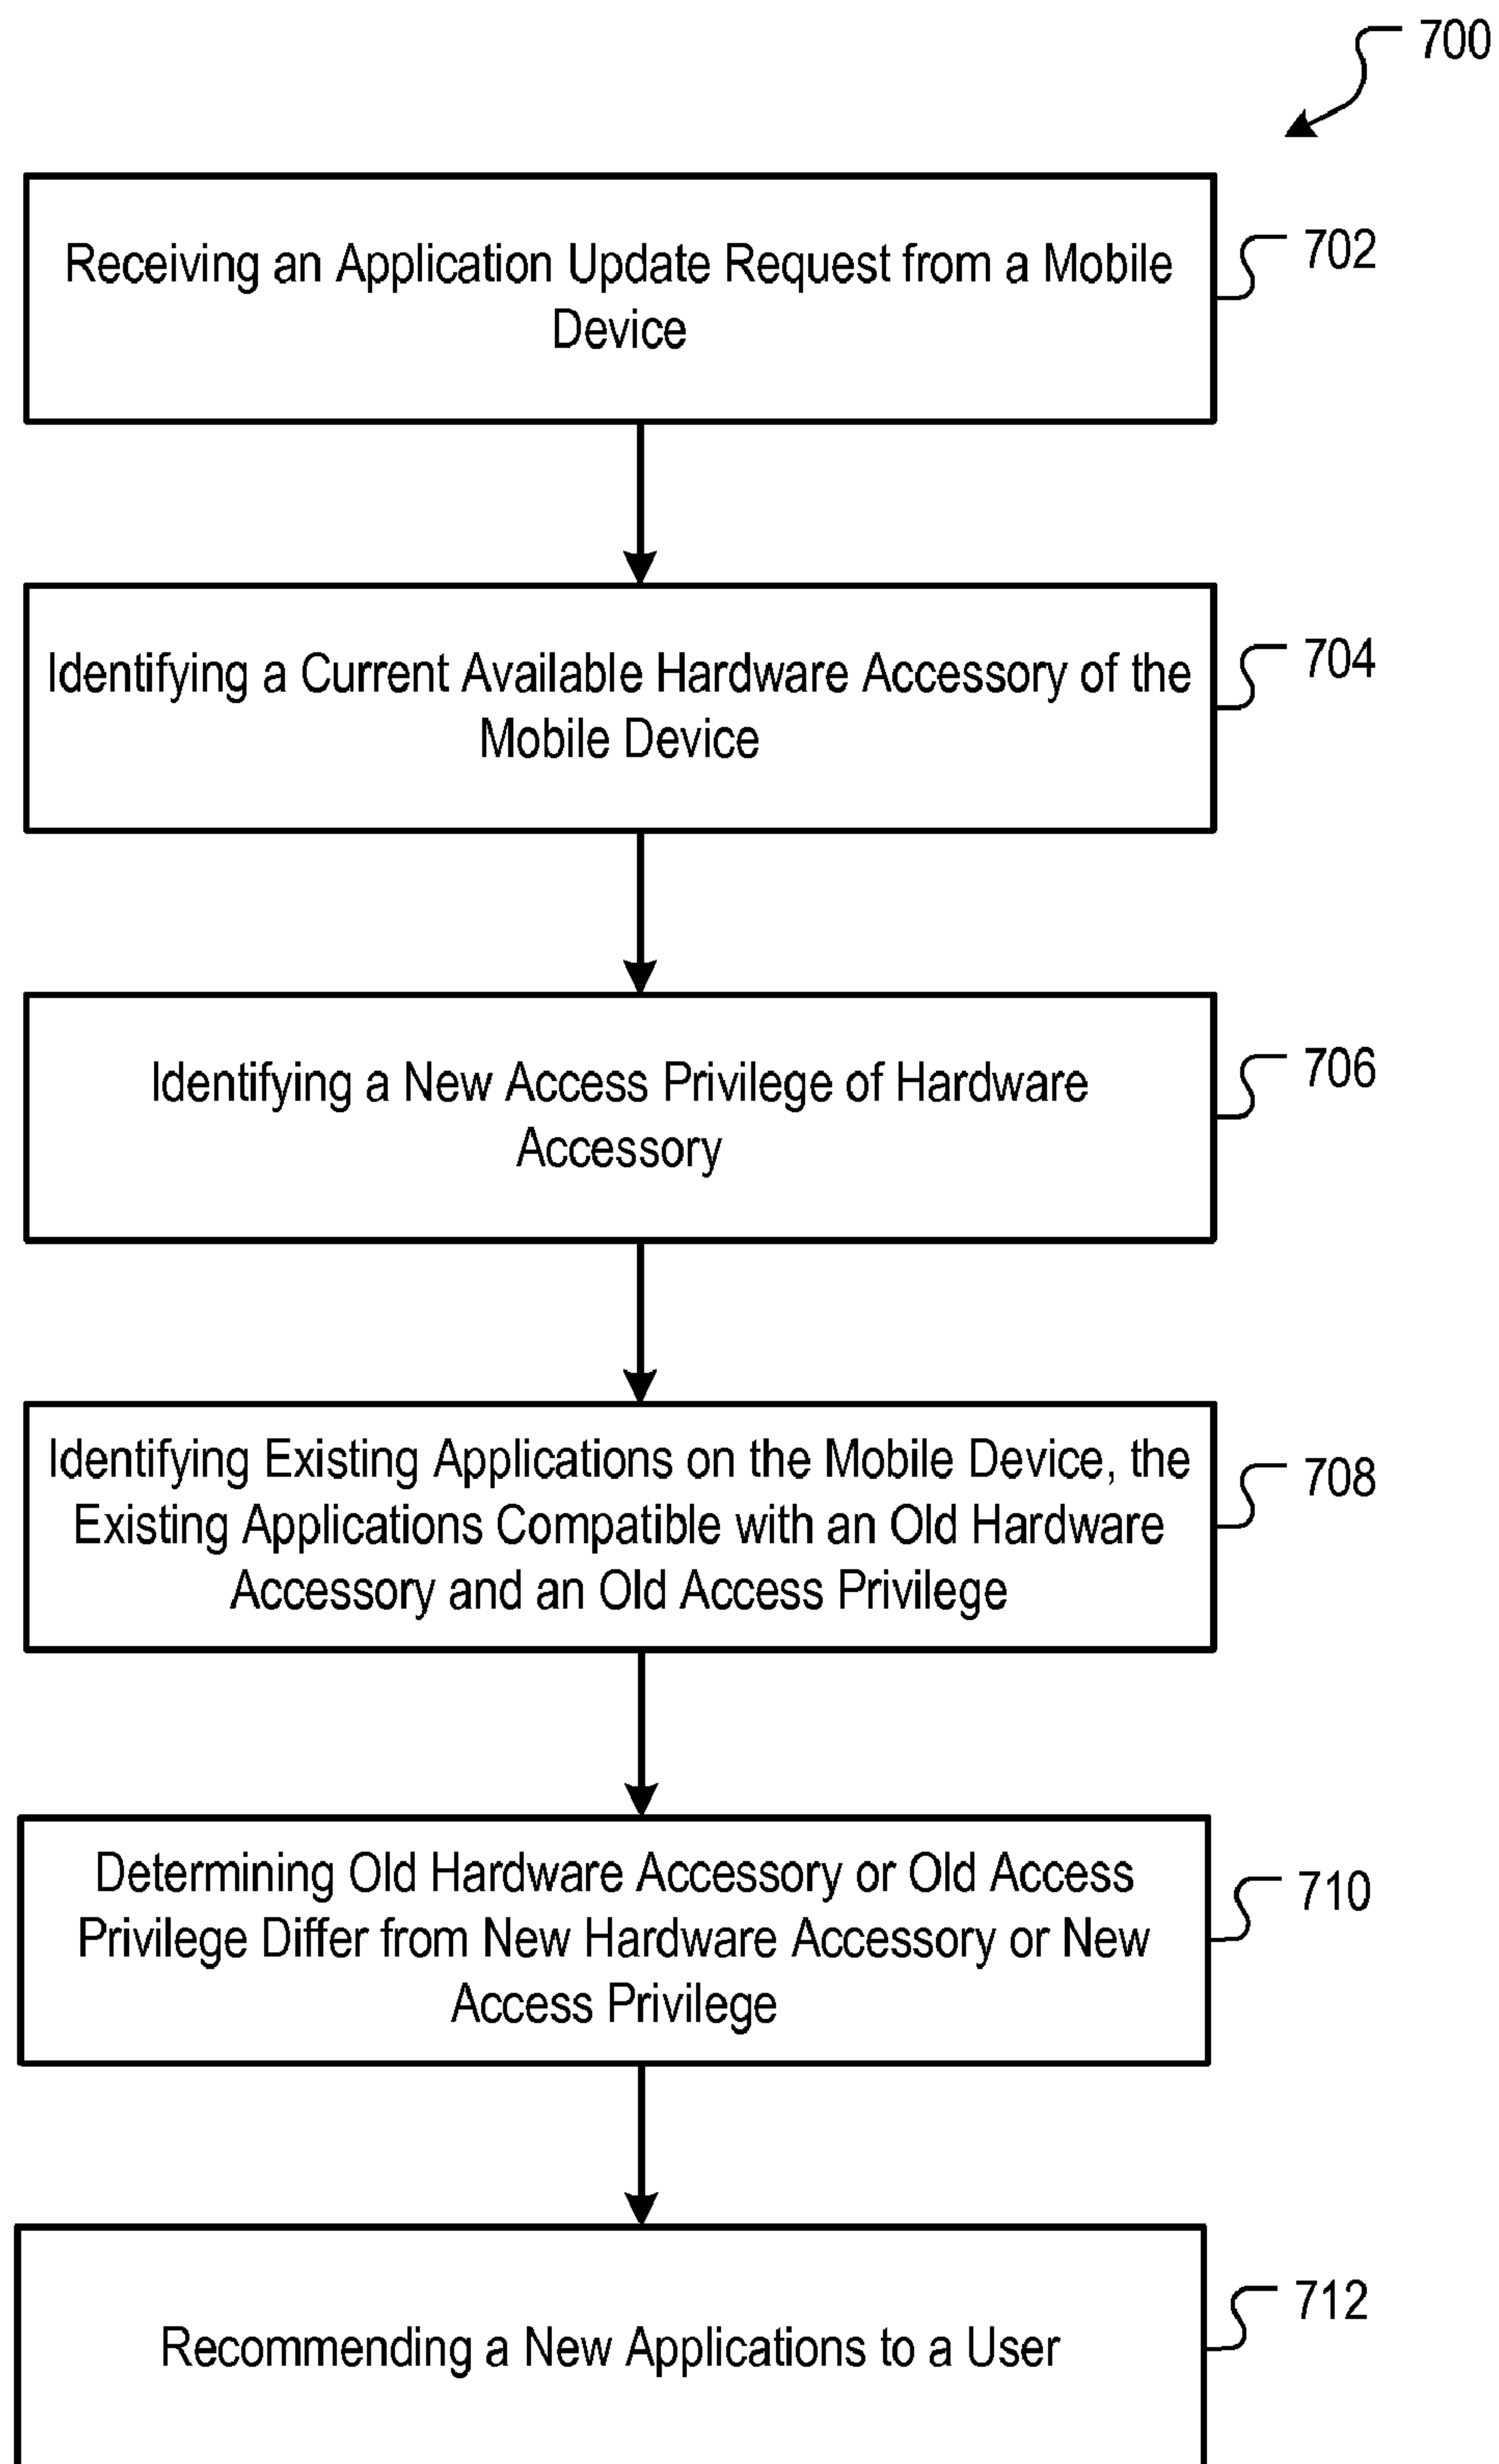 700
Receiving an Application Update Request from a Mobile
Device
702
Identifying a Current Available Hardware Accessory of the
Mobile Device
704
Identifying a New Access Privilege of Hardware
Accessory
706
Identifying Existing Applications on the Mobile Device, the
Existing Applications Compatible with an Old Hardware
Accessory and an Old Access Privilege
708
Determining Old Hardware Accessory or Old Access
Privilege Differ from New Hardware Accessory or New
Access Privilege
710
Recommending a New Applications to a User
712